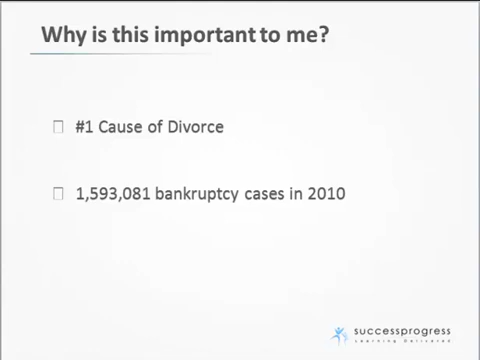 Why is this important to me?
#1 Cause of Divorce
1,593,081 bankruptcy cases in 2010
successprogress
Learning Delivered